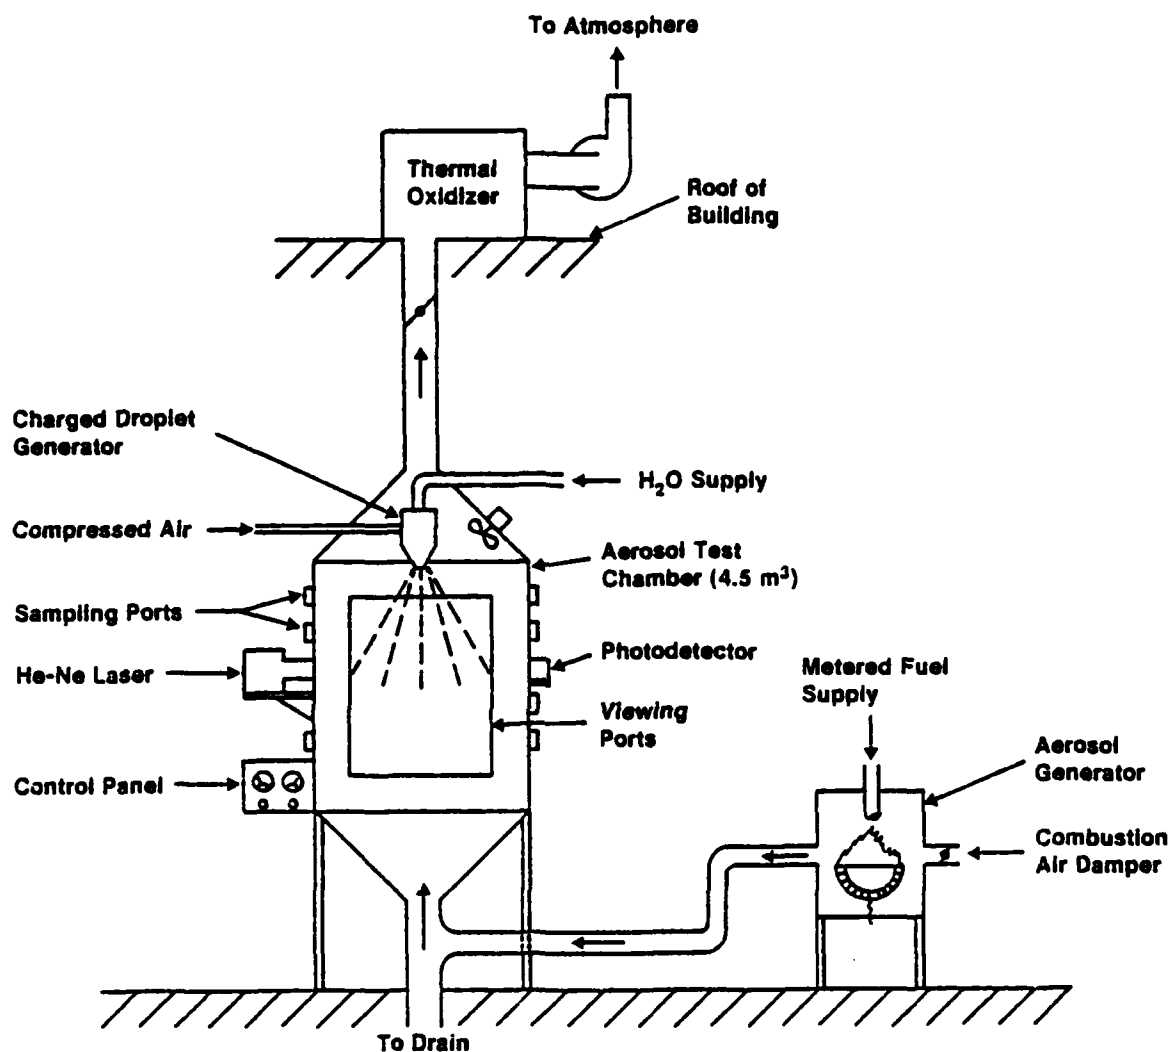 To Atmosphere
Thermal
Oxidizer
Roof of
Building
Charged Droplet
Generator
H₂O Supply
Compressed Air
Aerosol Test
Chamber (4.5 m³)
Sampling Ports
Photodetector
He-Ne Laser
Metered Fuel
Supply
Viewing
Ports
Aerosol
Generator
Control Panel
Combustion
Air Damper
To Drain